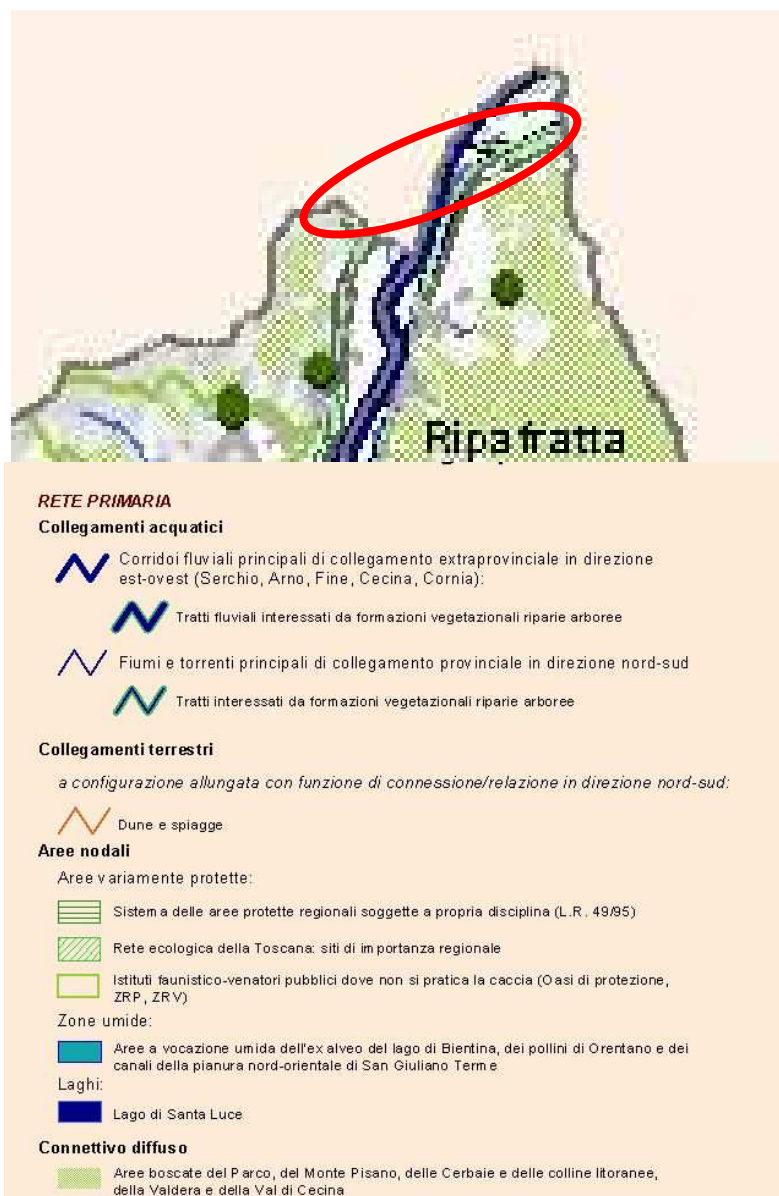 Ripafratta
RETE PRIMARIA
Collegamenti acquatici
Corridoi fluviali principali di collegamento extraprovinciale in direzione
est-ovest (Serchio, Arno, Fine, Cecina, Cornia):
Tratti fluviali interessati da formazioni vegetazionali riparie arboree
Fiumi e torrenti principali di collegamento provinciale in direzione nord-sud
Tratti interessati da formazioni vegetazionali riparie arboree
Collegamenti terrestri
a configurazione allungata con funzione di connessione/relazione in direzione nord-sud:
Dune e spiagge
Aree nodali
Aree variamente protette:
Sistema delle aree protette regionali soggette a propria disciplina (L.R. 49/95)
Rete ecologica della Toscana: siti di importanza regionale
Istituti faunistico-venatori pubblici dove non si pratica la caccia (Oasi di protezione,
ZRP, ZRV)
Zone umide:
Aree a vocazione umida dell'ex alveo del lago di Bientina, dei pollini di Orentano e dei
canali della pianura nord-orientale di San Giuliano Terme
Laghi:
Lago di Santa Luce
Connettivo diffuso
Aree boscate del Parco, del Monte Pisano, delle Cerbaie e delle colline litoranee,
della Valdera e della Val di Cecina